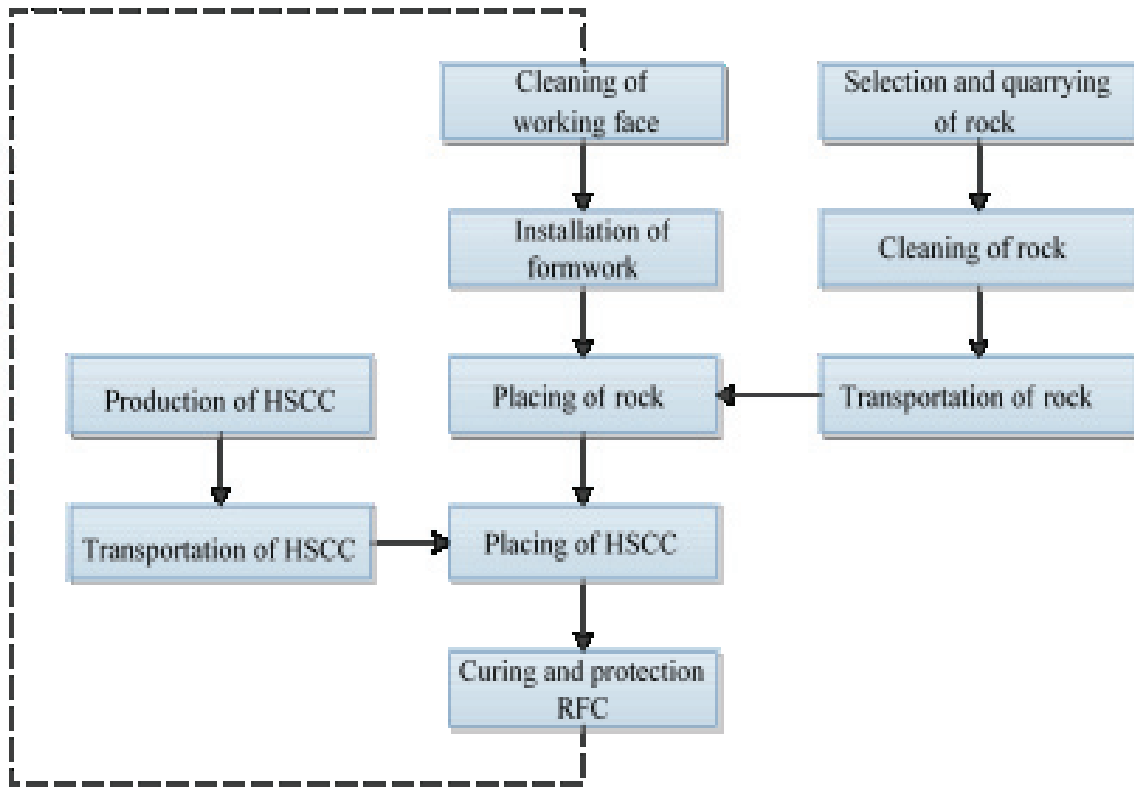 Cleaning of
working face
Selection and quarrying
of rock
Installation of
formwork
Cleaning of rock
Production of HSCC
Placing of rock
Transportation of rock
Transportation of HSCC
Placing of HSCC
Curing and protection
RFC